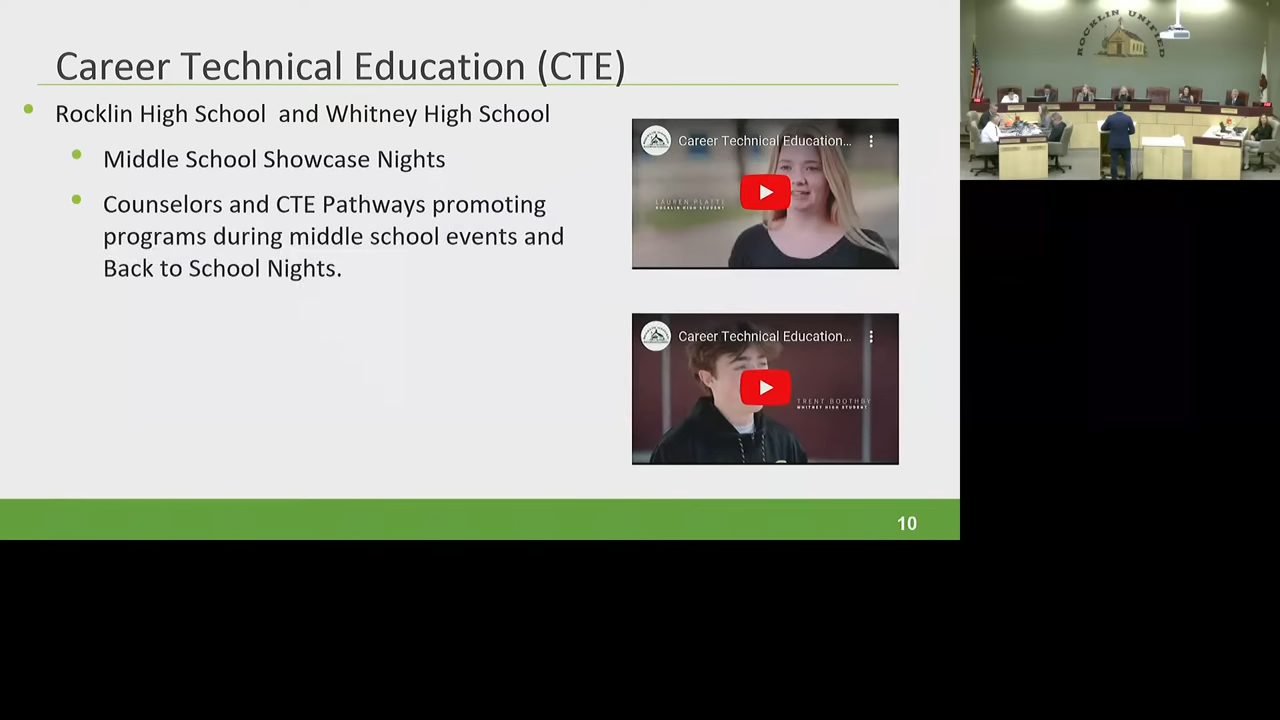 Career Technical Education (CTE)
Rocklin High School and Whitney High School
Middle School Showcase Nights
Counselors and CTE Pathways promoting
programs during middle school events and
Back to School Nights.
Career Technical Education...
LAUREN PLATTS
ROCKLIN HIGH STUDENT
Career Technical Education...
TRENT BOOTHBY
WHITNEY HIGH STUDENT
10
ROCKLIN UNIFIED